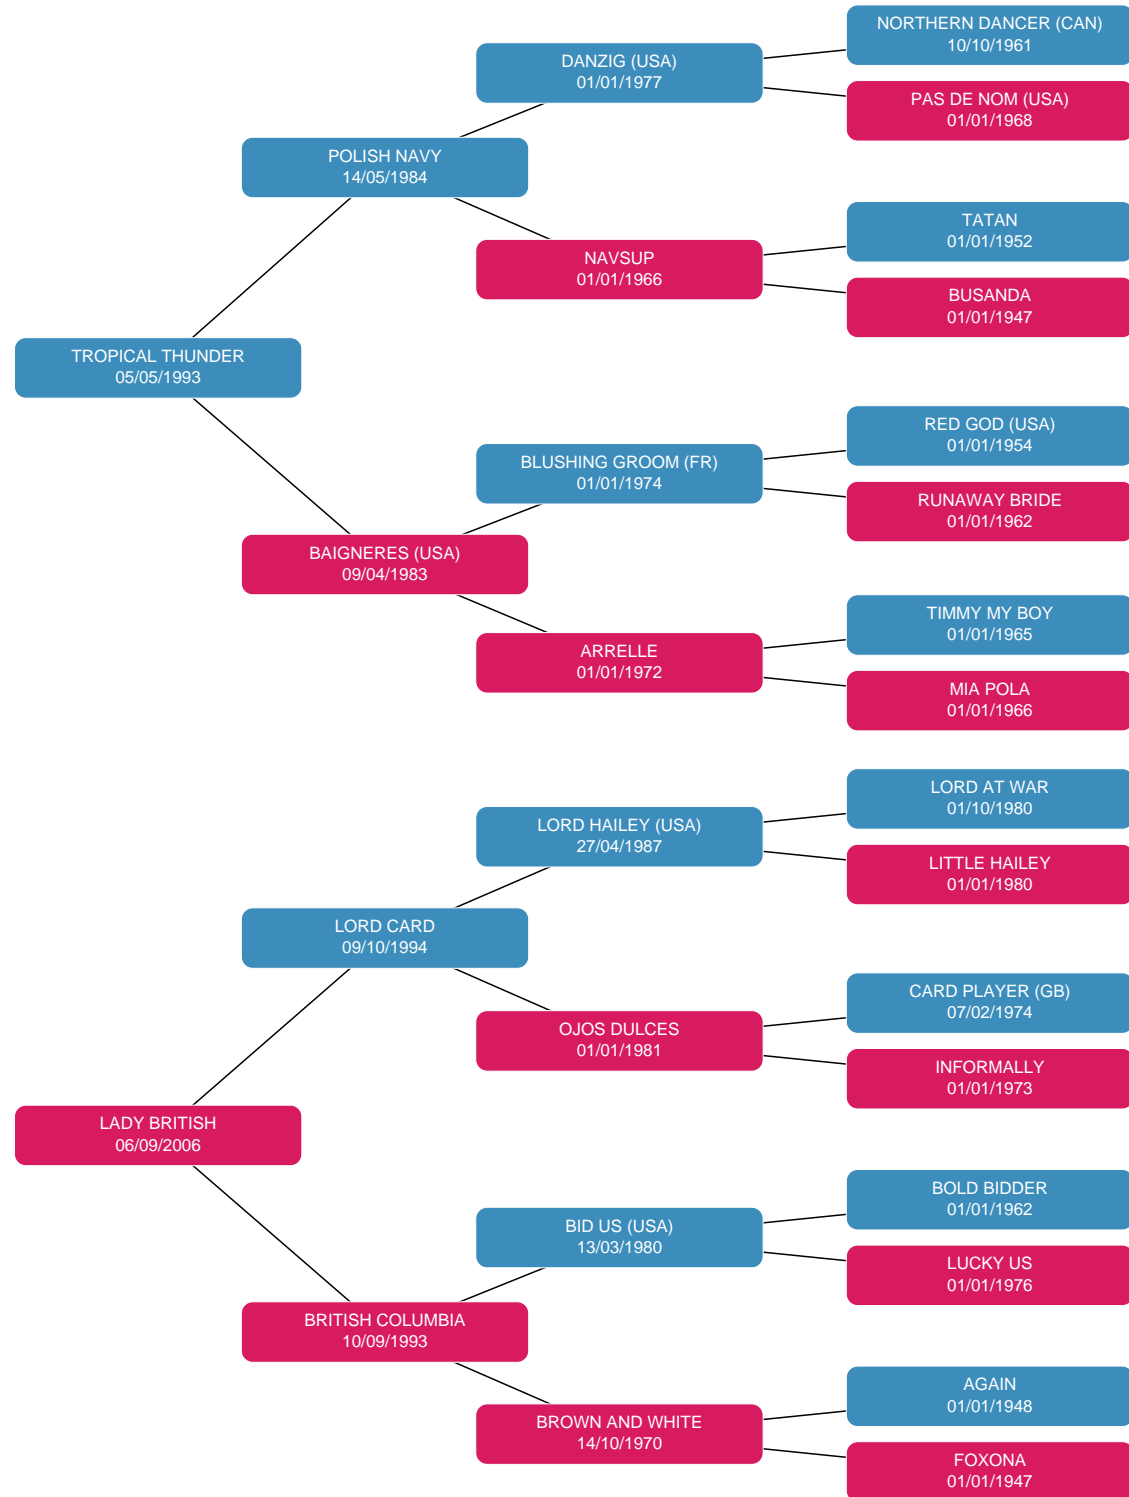 NORTHERN DANCER (CAN)
10/10/1961
DANZIG (USA)
01/01/1977
PAS DE NOM (USA)
01/01/1968
POLISH NAVY
14/05/1984
TATAN
01/01/1952
NAVSUP
01/01/1966
BUSANDA
01/01/1947
TROPICAL THUNDER
05/05/1993
RED GOD (USA)
01/01/1954
BLUSHING GROOM (FR)
01/01/1974
RUNAWAY BRIDE
01/01/1962
BAIGNERES (USA)
09/04/1983
TIMMY MY BOY
01/01/1965
ARRELLE
01/01/1972
MIA POLA
01/01/1966
LORD AT WAR
01/10/1980
LORD HAILEY (USA)
27/04/1987
LITTLE HAILEY
01/01/1980
LORD CARD
09/10/1994
CARD PLAYER (GB)
07/02/1974
OJOS DULCES
01/01/1981
INFORMALLY
01/01/1973
LADY BRITISH
06/09/2006
BOLD BIDDER
01/01/1962
BID US (USA)
13/03/1980
LUCKY US
01/01/1976
BRITISH COLUMBIA
10/09/1993
AGAIN
01/01/1948
BROWN AND WHITE
14/10/1970
FOXONA
01/01/1947